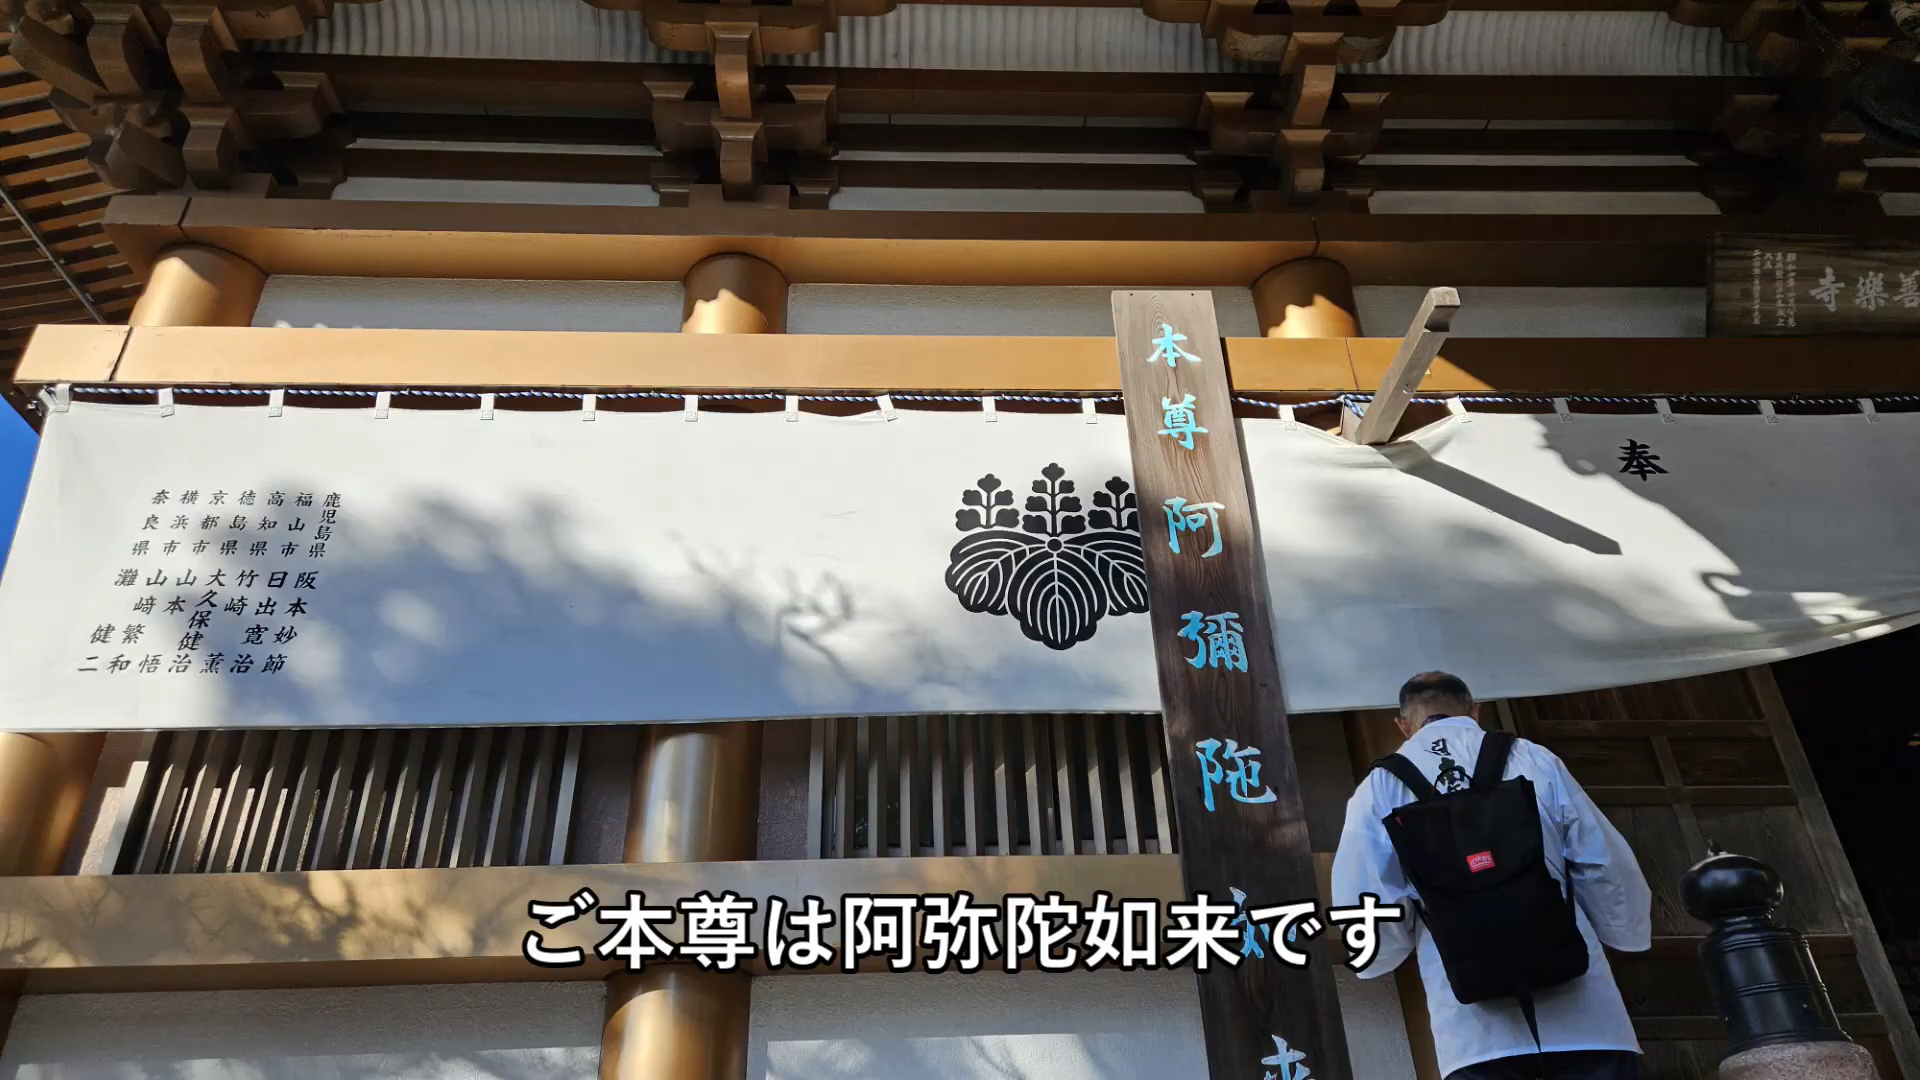 善樂寺
奉
本尊阿彌陀如来
鹿児島県 阪本妙節
福山市 日出寛治
高知県 竹崎薫
徳島県 大久保健治
京都市 山本悟
横浜市 山﨑繁和
奈良県 灘健二
ご本尊は阿弥陀如来です